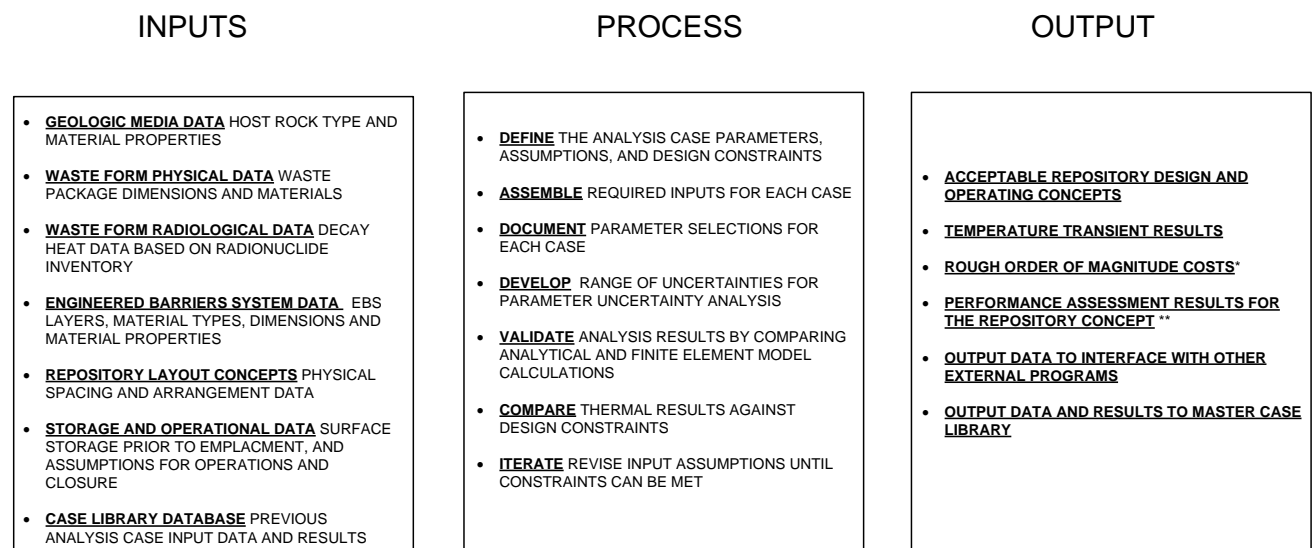 INPUTS
PROCESS
OUTPUT
• GEOLOGIC MEDIA DATA HOST ROCK TYPE AND
MATERIAL PROPERTIES
• WASTE FORM PHYSICAL DATA WASTE
PACKAGE DIMENSIONS AND MATERIALS
• WASTE FORM RADIOLOGICAL DATA DECAY
HEAT DATA BASED ON RADIONUCLIDE
INVENTORY
• ENGINEERED BARRIERS SYSTEM DATA EBS
LAYERS, MATERIAL TYPES, DIMENSIONS AND
MATERIAL PROPERTIES
• REPOSITORY LAYOUT CONCEPTS PHYSICAL
SPACING AND ARRANGEMENT DATA
• STORAGE AND OPERATIONAL DATA SURFACE
STORAGE PRIOR TO EMPLACMENT, AND
ASSUMPTIONS FOR OPERATIONS AND
CLOSURE
• CASE LIBRARY DATABASE PREVIOUS
ANALYSIS CASE INPUT DATA AND RESULTS
• DEFINE THE ANALYSIS CASE PARAMETERS,
ASSUMPTIONS, AND DESIGN CONSTRAINTS
• ASSEMBLE REQUIRED INPUTS FOR EACH CASE
• DOCUMENT PARAMETER SELECTIONS FOR
EACH CASE
• DEVELOP RANGE OF UNCERTAINTIES FOR
PARAMETER UNCERTAINTY ANALYSIS
• VALIDATE ANALYSIS RESULTS BY COMPARING
ANALYTICAL AND FINITE ELEMENT MODEL
CALCULATIONS
• COMPARE THERMAL RESULTS AGAINST
DESIGN CONSTRAINTS
• ITERATE REVISE INPUT ASSUMPTIONS UNTIL
CONSTRAINTS CAN BE MET
• ACCEPTABLE REPOSITORY DESIGN AND
OPERATING CONCEPTS
• TEMPERATURE TRANSIENT RESULTS
• ROUGH ORDER OF MAGNITUDE COSTS*
• PERFORMANCE ASSESSMENT RESULTS FOR
THE REPOSITORY CONCEPT **
• OUTPUT DATA TO INTERFACE WITH OTHER
EXTERNAL PROGRAMS
• OUTPUT DATA AND RESULTS TO MASTER CASE
LIBRARY